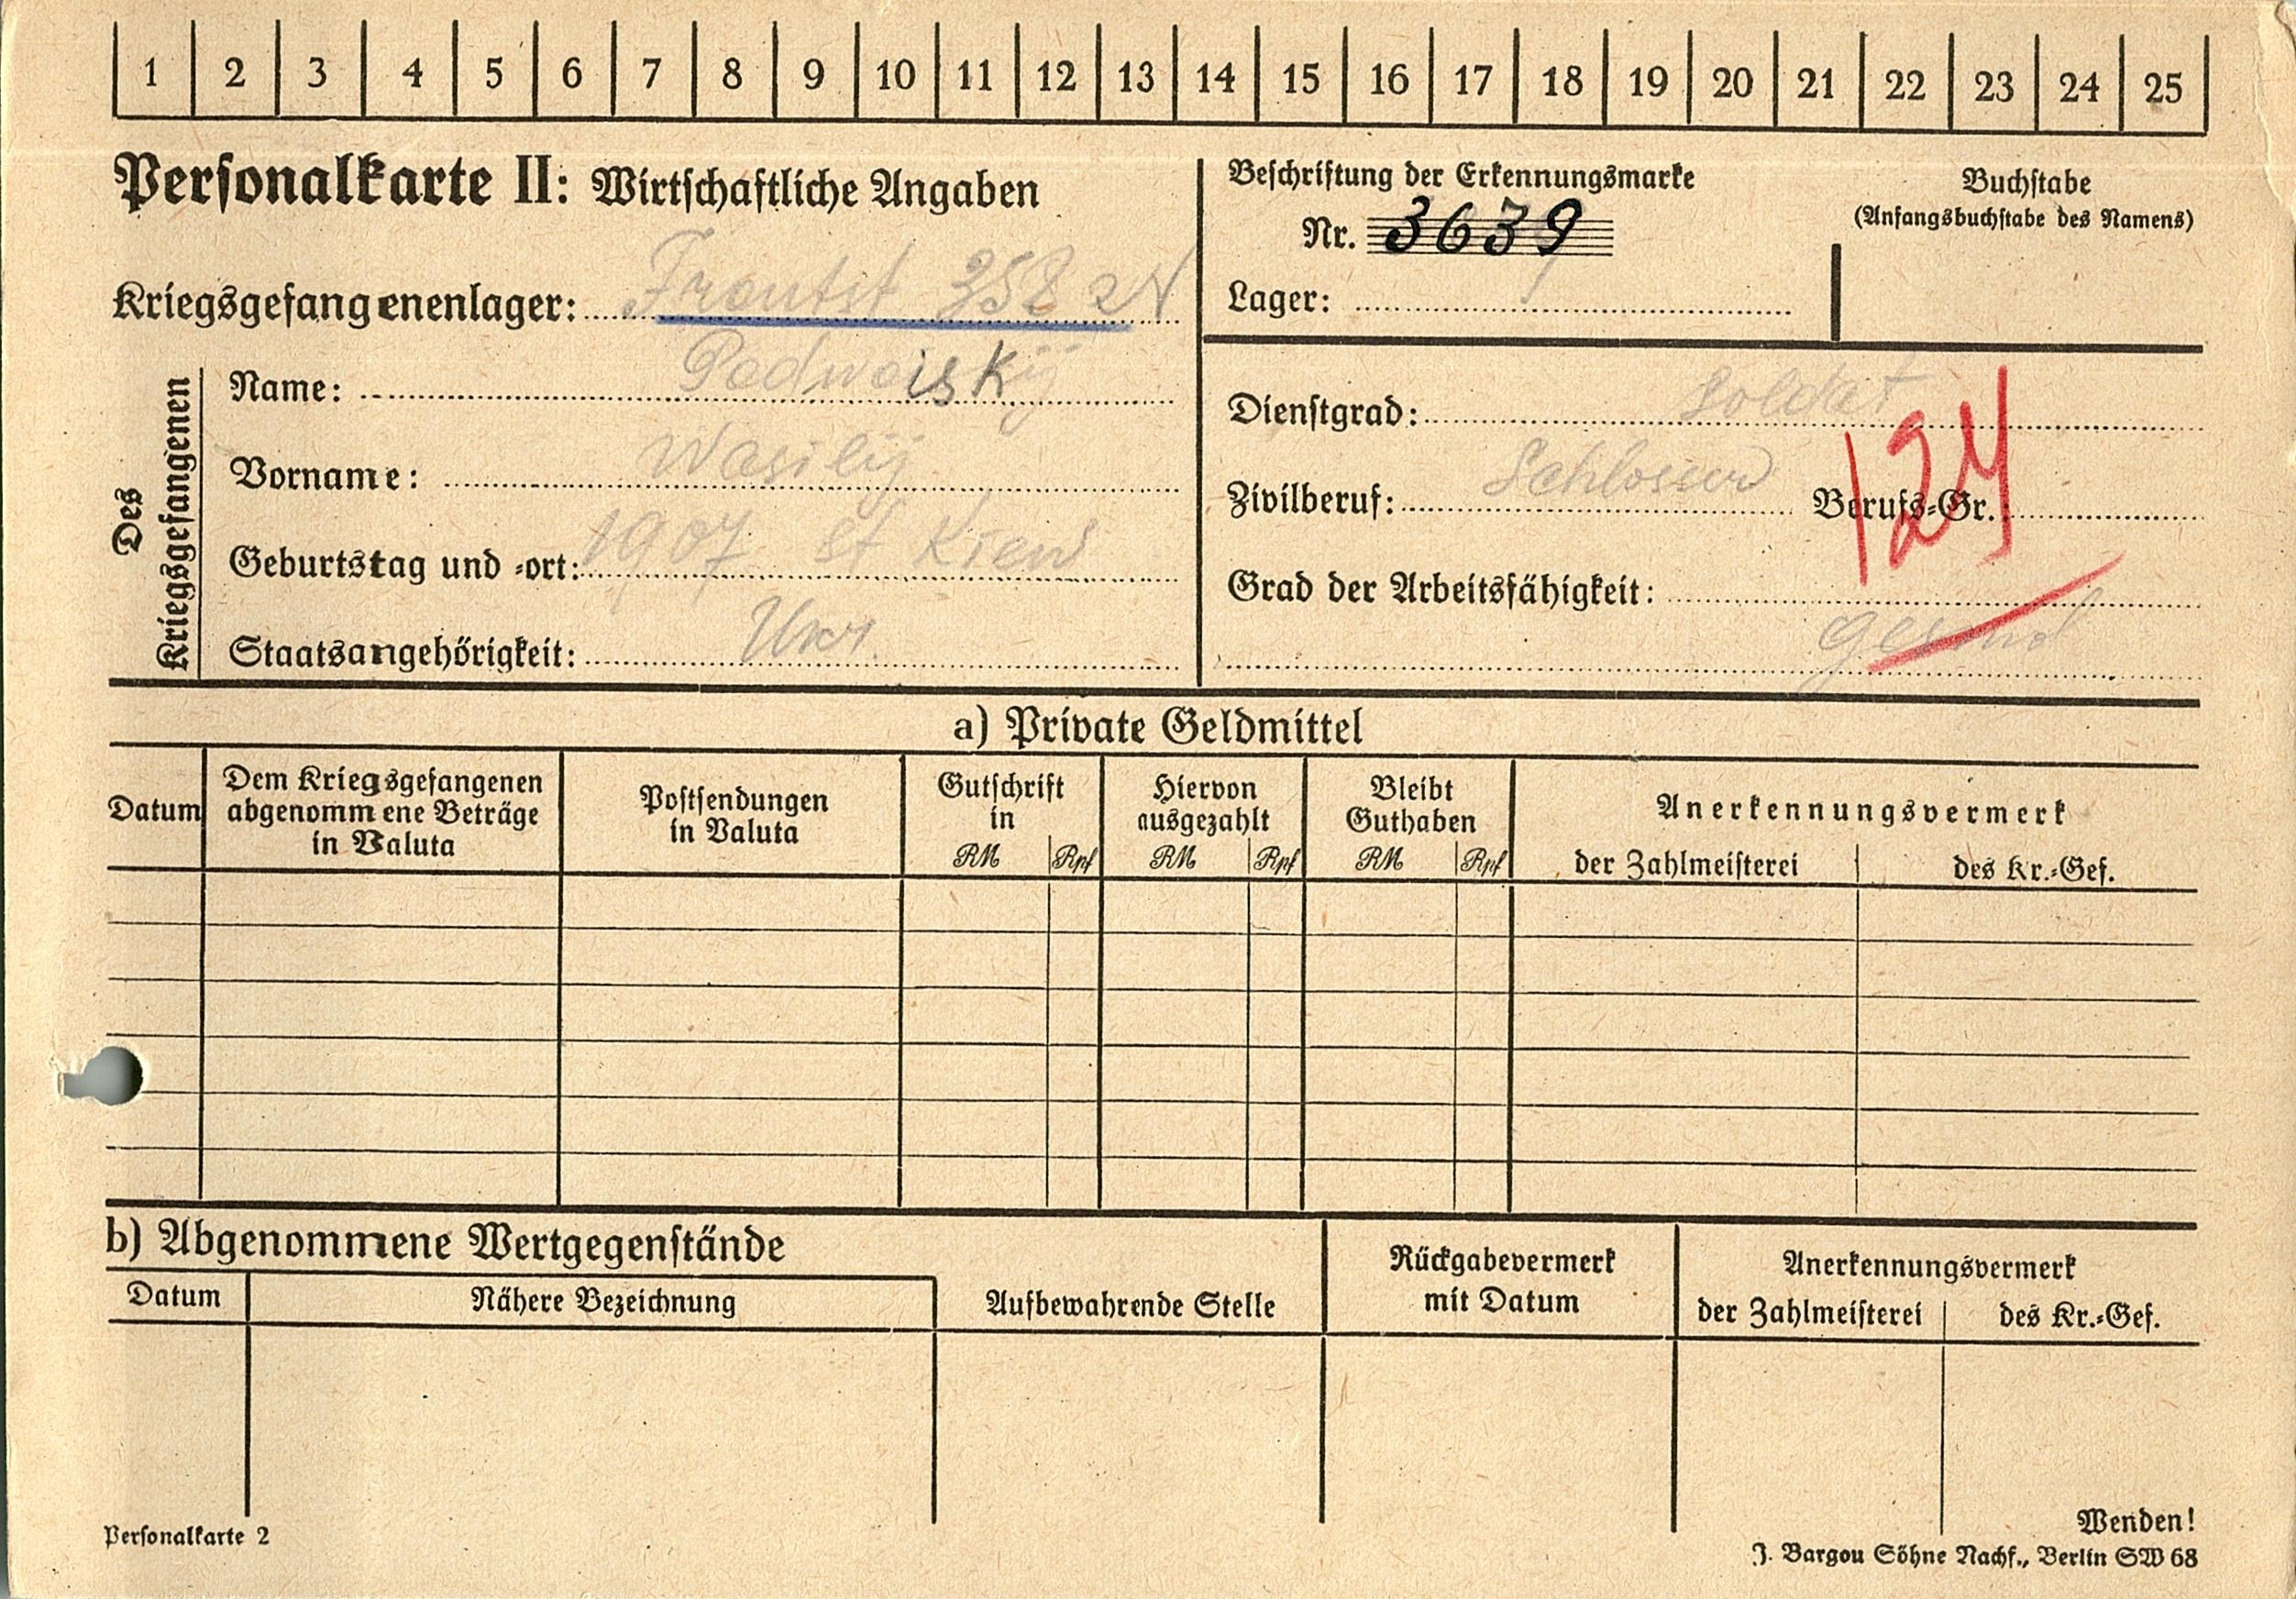 1 2 3 4 5 6 7 8 9 10 11 12 13 14 15 16 17 18 19 20 21 22 23 24 25
Personalkarte II: Wirtschaftliche Angaben
Beschriftung der Erkennungsmarke
Nr. 3639
Lager:
Buchstabe
(Anfangsbuchstabe des Namens)
Kriegsgefangenenlager: Frontst 358
Des Kriegsgefangenen
Name: Podwoiskij
Vorname: Wasilij
Geburtstag und -ort: 1907 st Kiew
Staatsangehörigkeit: Ukr.
Dienstgrad: Soldat
Zivilberuf: Schlosser Berufs-Gr.:
124
Grad der Arbeitsfähigkeit:
gesund
a) Private Geldmittel
Datum
Dem Kriegsgefangenen
abgenommene Beträge
in Valuta
Postsendungen
in Valuta
Gutschrift
in
RM Rpf
Hiervon
ausgezahlt
RM Rpf
Bleibt
Guthaben
RM Rpf
Anerkennungsvermerk
der Zahlmeisterei des Kr.-Gef.
b) Abgenommene Wertgegenstände
Datum Nähere Bezeichnung
Aufbewahrende Stelle
Rückgabevermerk
mit Datum
Anerkennungsvermerk
der Zahlmeisterei des Kr.-Gef.
Wenden!
Personalkarte 2
J. Bargou Söhne Nachf., Berlin SW 68